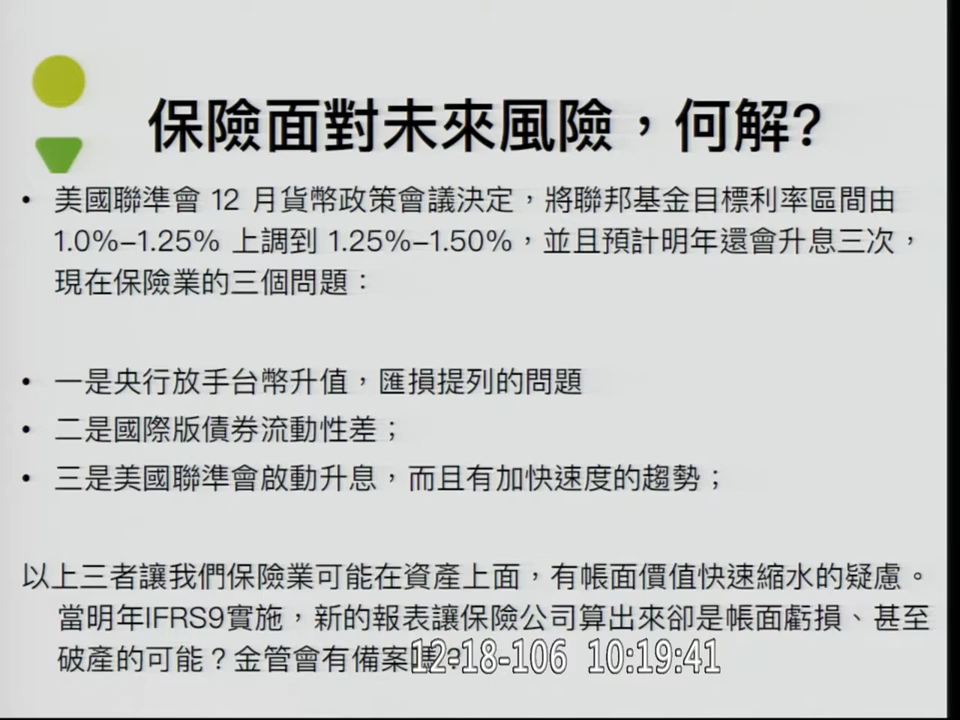 保險面對未來風險，何解?
• 美國聯準會 12 月貨幣政策會議決定，將聯邦基金目標利率區間由
1.0%–1.25% 上調到 1.25%–1.50%，並且預計明年還會升息三次，
現在保險業的三個問題：
• 一是央行放手台幣升值，匯損提列的問題
• 二是國際版債券流動性差；
• 三是美國聯準會啟動升息，而且有加快速度的趨勢；
以上三者讓我們保險業可能在資產上面，有帳面價值快速縮水的疑慮。
當明年IFRS9實施，新的報表讓保險公司算出來卻是帳面虧損、甚至
破產的可能？金管會有備案
12-18-106 10:19:41